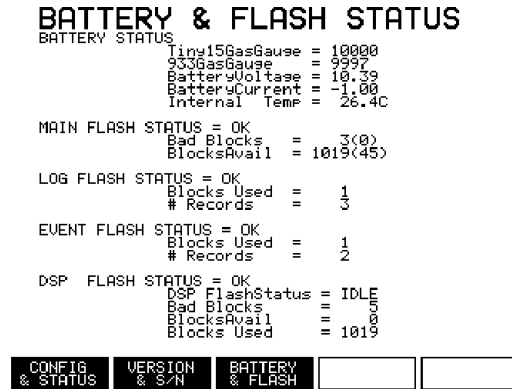 BATTERY & FLASH STATUS
BATTERY STATUS
Tiny15GasGauge = 10000
933GasGauge = 9997
BatteryVoltage = 10.39
BatteryCurrent = -1.00
Internal Temp = 26.4C
MAIN FLASH STATUS = OK
Bad Blocks = 3(0)
BlocksAvail = 1019(45)
LOG FLASH STATUS = OK
Blocks Used = 1
# Records = 3
EVENT FLASH STATUS = OK
Blocks Used = 1
# Records = 2
DSP FLASH STATUS = OK
DSP FlashStatus = IDLE
Bad Blocks = 5
BlocksAvail = 0
Blocks Used = 1019
CONFIG & STATUS
VERSION & S/N
BATTERY & FLASH